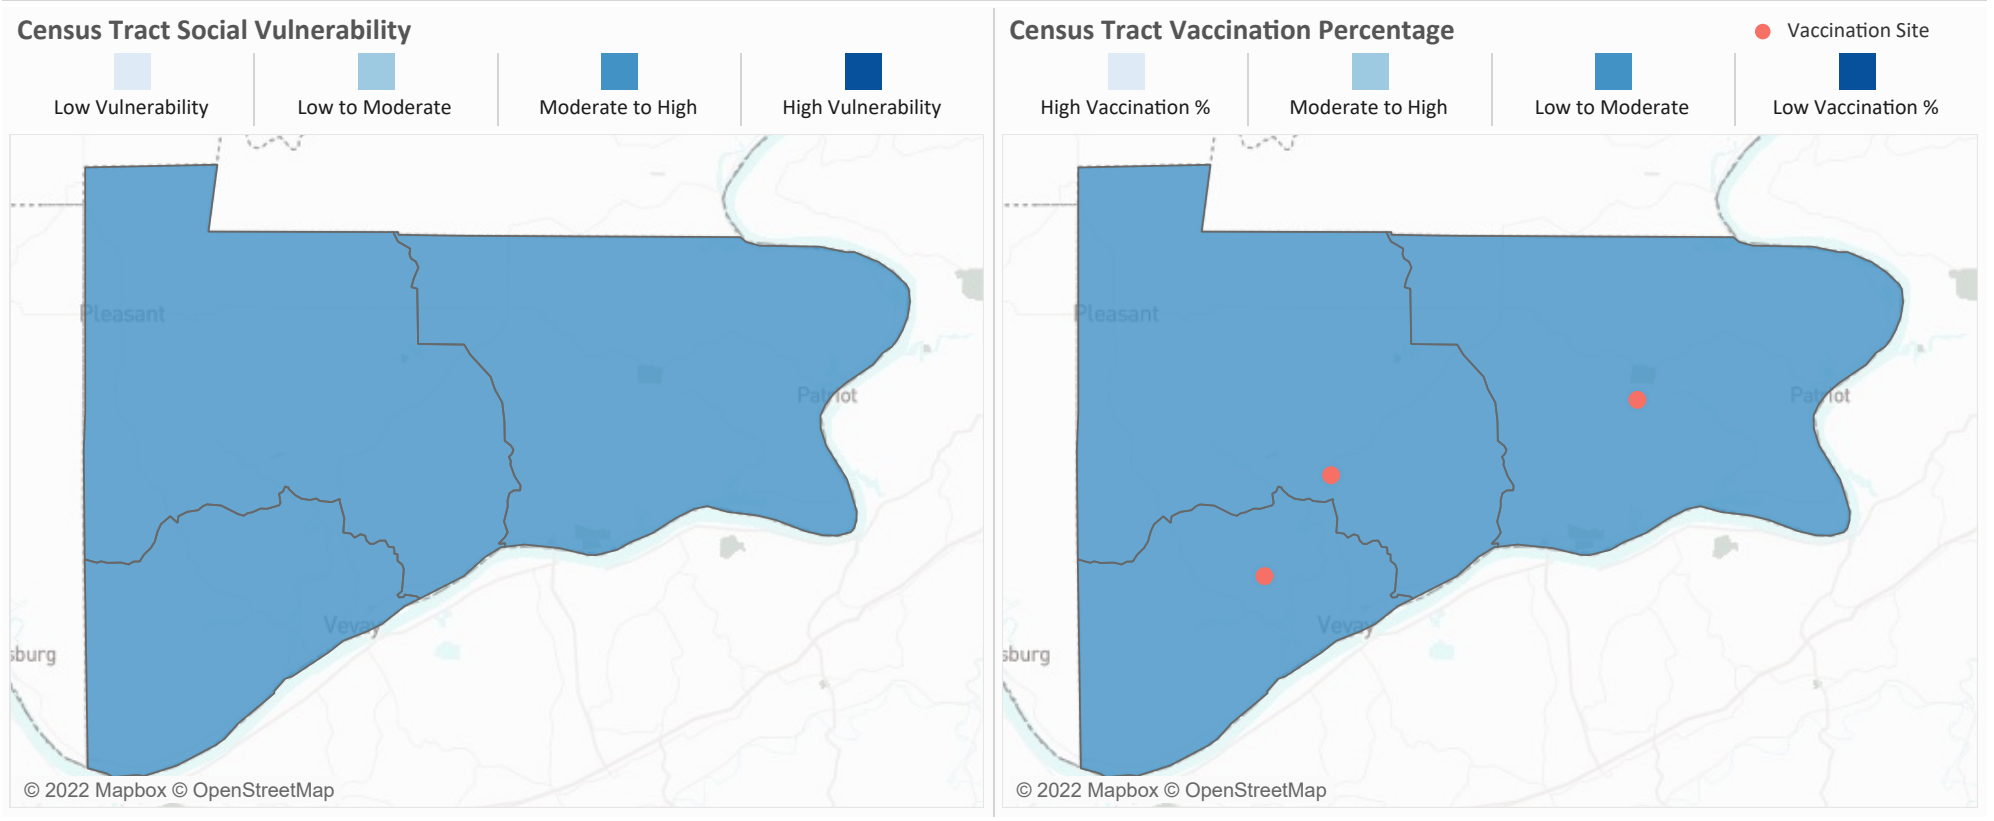 Census Tract Social Vulnerability
Low Vulnerability
Low to Moderate
Moderate to High
High Vulnerability
Pleasant
Patriot
Vevay
sburg
© 2022 Mapbox © OpenStreetMap
Census Tract Vaccination Percentage
Vaccination Site
High Vaccination %
Moderate to High
Low to Moderate
Low Vaccination %
Pleasant
Patriot
Vevay
sburg
© 2022 Mapbox © OpenStreetMap